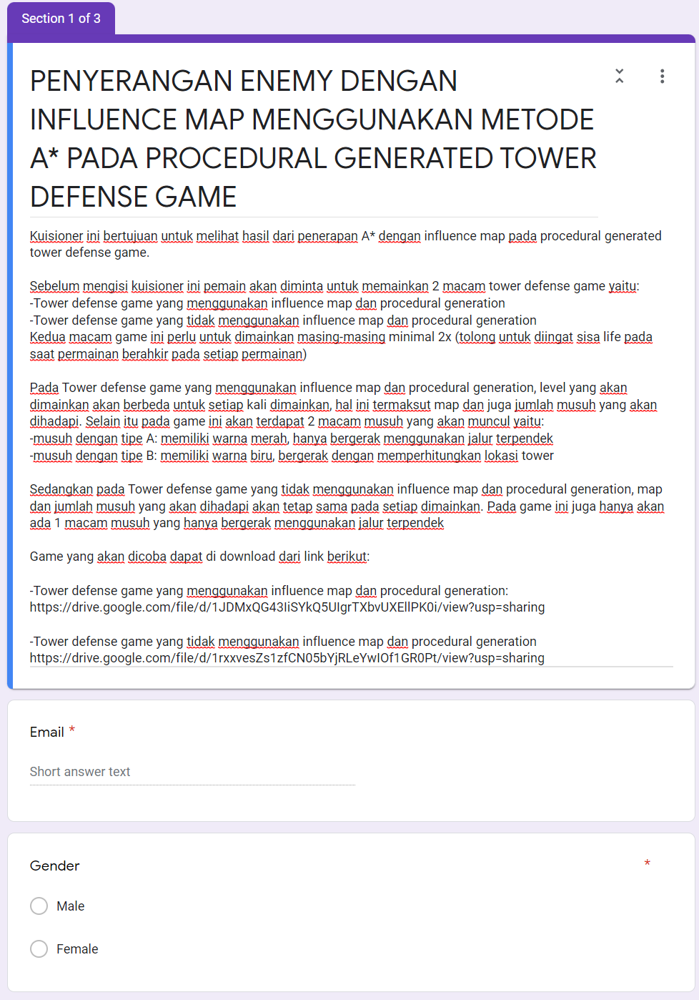 Section 1 of 3
PENYERANGAN ENEMY DENGAN
INFLUENCE MAP MENGGUNAKAN METODE
A* PADA PROCEDURAL GENERATED TOWER
DEFENSE GAME
Kuisioner ini bertujuan untuk melihat hasil dari penerapan A* dengan influence map pada procedural generated
tower defense game.
Sebelum mengisi kuisioner ini pemain akan diminta untuk memainkan 2 macam tower defense game yaitu:
-Tower defense game yang menggunakan influence map dan procedural generation
-Tower defense game yang tidak menggunakan influence map dan procedural generation
Kedua macam game ini perlu untuk dimainkan masing-masing minimal 2x (tolong untuk diingat sisa life pada
saat permainan berahkir pada setiap permainan)
Pada Tower defense game yang menggunakan influence map dan procedural generation, level yang akan
dimainkan akan berbeda untuk setiap kali dimainkan, hal ini termaksut map dan juga jumlah musuh yang akan
dihadapi. Selain itu pada game ini akan terdapat 2 macam musuh yang akan muncul yaitu:
-musuh dengan tipe A: memiliki warna merah, hanya bergerak menggunakan jalur terpendek
-musuh dengan tipe B: memiliki warna biru, bergerak dengan memperhitungkan lokasi tower
Sedangkan pada Tower defense game yang tidak menggunakan influence map dan procedural generation, map
dan jumlah musuh yang akan dihadapi akan tetap sama pada setiap dimainkan. Pada game ini juga hanya akan
ada 1 macam musuh yang hanya bergerak menggunakan jalur terpendek
Game yang akan dicoba dapat di download dari link berikut:
-Tower defense game yang menggunakan influence map dan procedural generation:
https://drive.google.com/file/d/1JDMxQG43IiSYkQ5UIgrTXbvUXEllPK0i/view?usp=sharing
-Tower defense game yang tidak menggunakan influence map dan procedural generation
https://drive.google.com/file/d/1rxxvesZs1zfCN05bYjRLeYwIOf1GR0Pt/view?usp=sharing
Email *
Short answer text
Gender *
Male
Female